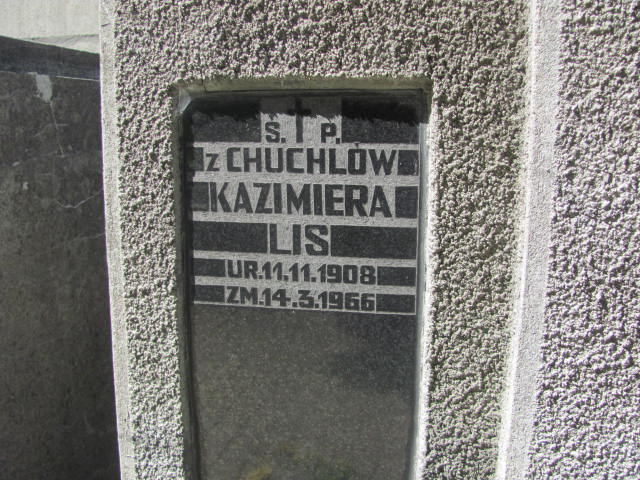 Ś. P.
z CHUCHLÓW
KAZIMIERA
LIS
UR.11.11.1908
ZM.14.3.1966